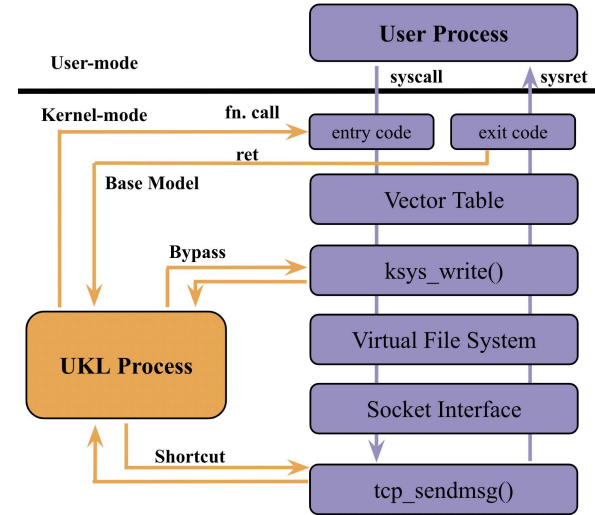 User Process
User-mode
syscall
sysret
Kernel-mode
fn. call
entry code
exit code
ret
Base Model
Vector Table
Bypass
ksys_write()
Virtual File System
UKL Process
Socket Interface
Shortcut
tcp_sendmsg()